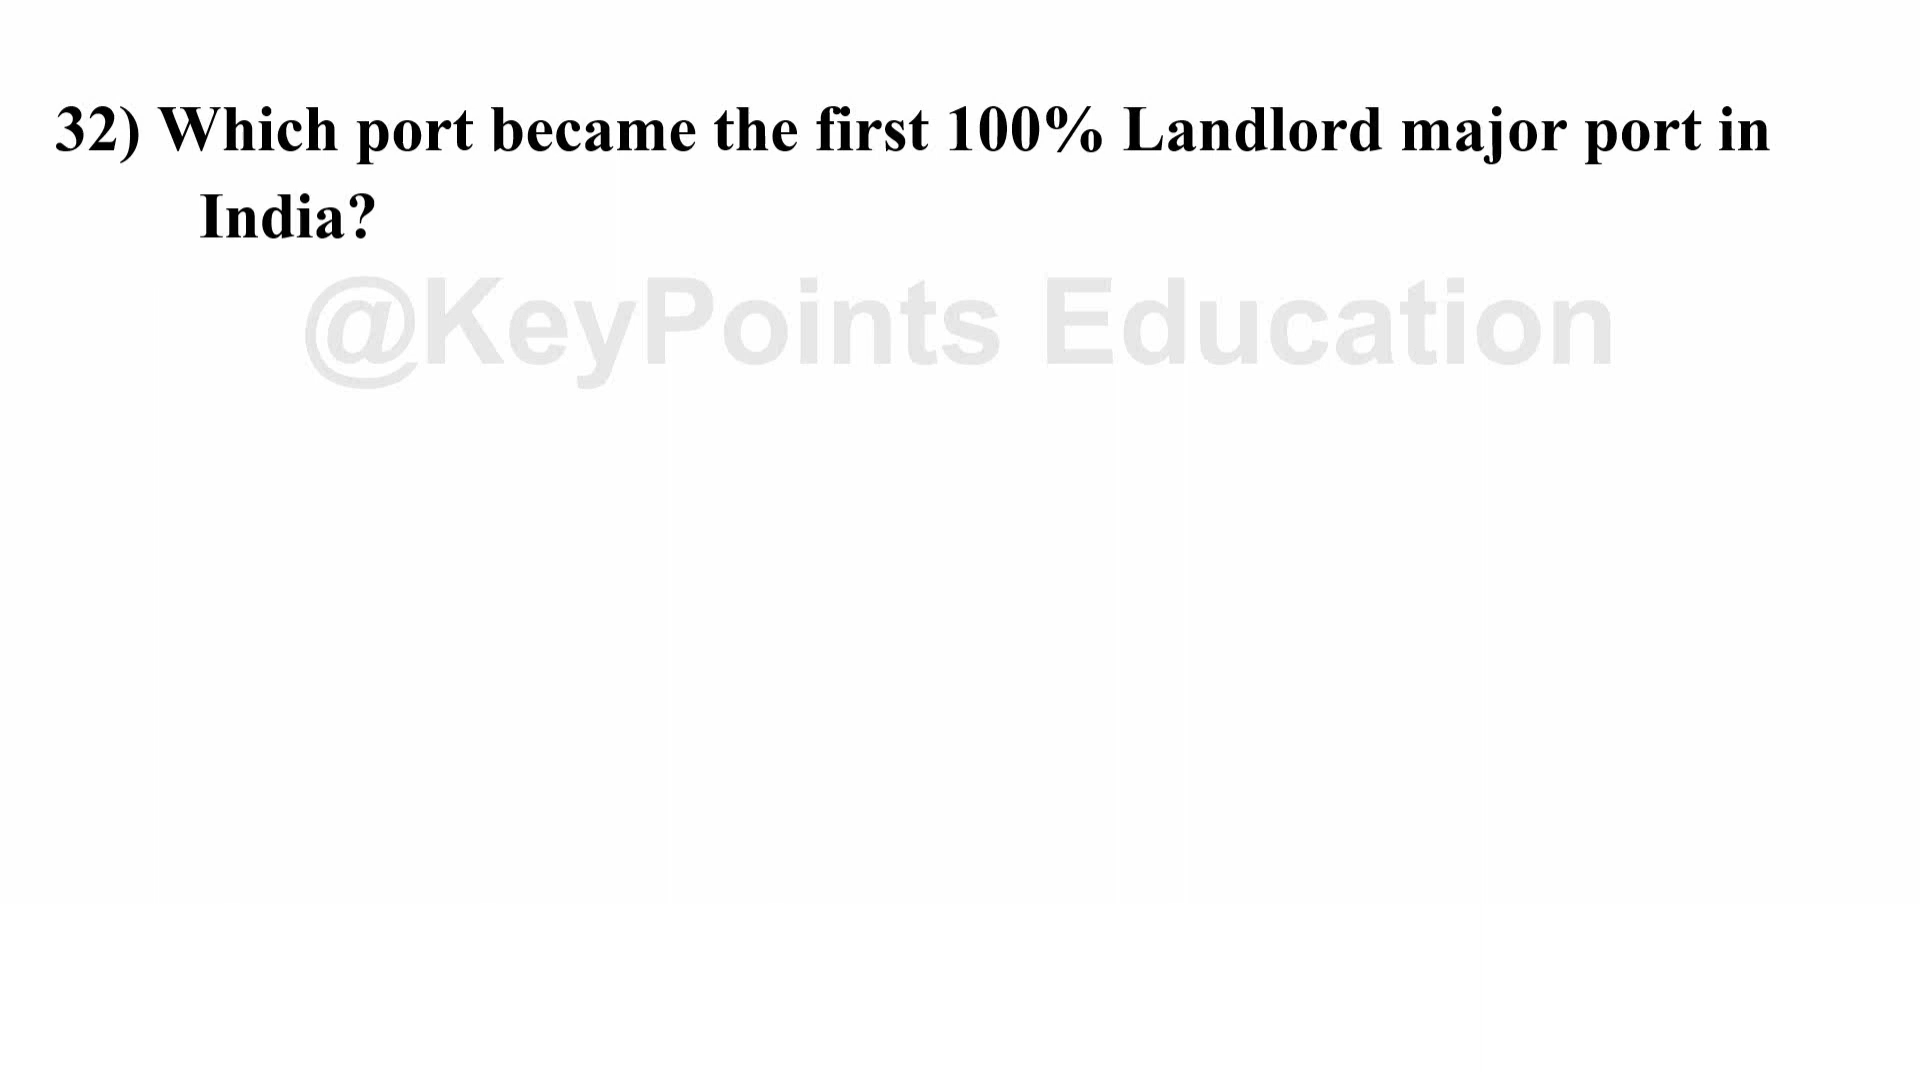 32) Which port became the first 100% Landlord major port in
India?
@KeyPoints Education